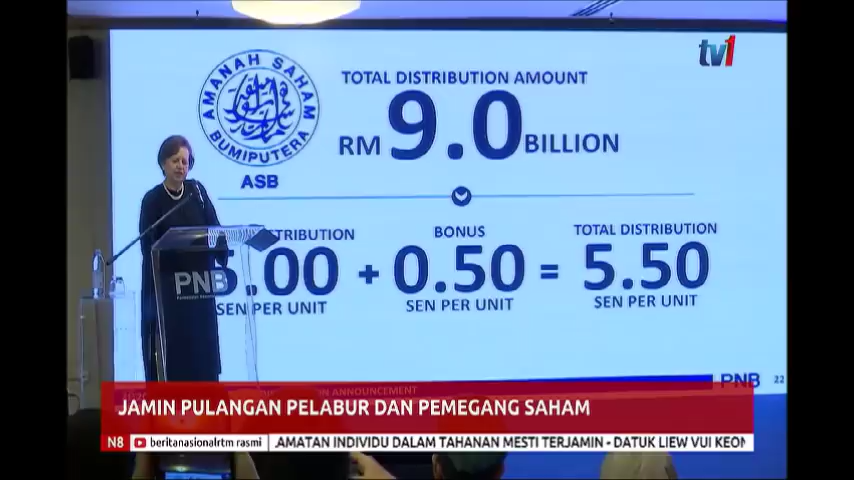 tv1
AMANAH SAHAM
BUMIPUTERA
ASB
TOTAL DISTRIBUTION AMOUNT
RM 9.0 BILLION
BONUS
TOTAL DISTRIBUTION
.00 + 0.50 = 5.50
SEN PER UNIT
SEN PER UNIT
SEN PER UNIT
PNB
PNB
22
JAMIN PULANGAN PELABUR DAN PEMEGANG SAHAM
N8 beritanasionalrtm rasmi
AMATAN INDIVIDU DALAM TAHANAN MESTI TERJAMIN - DATUK LIEW VUI KEON